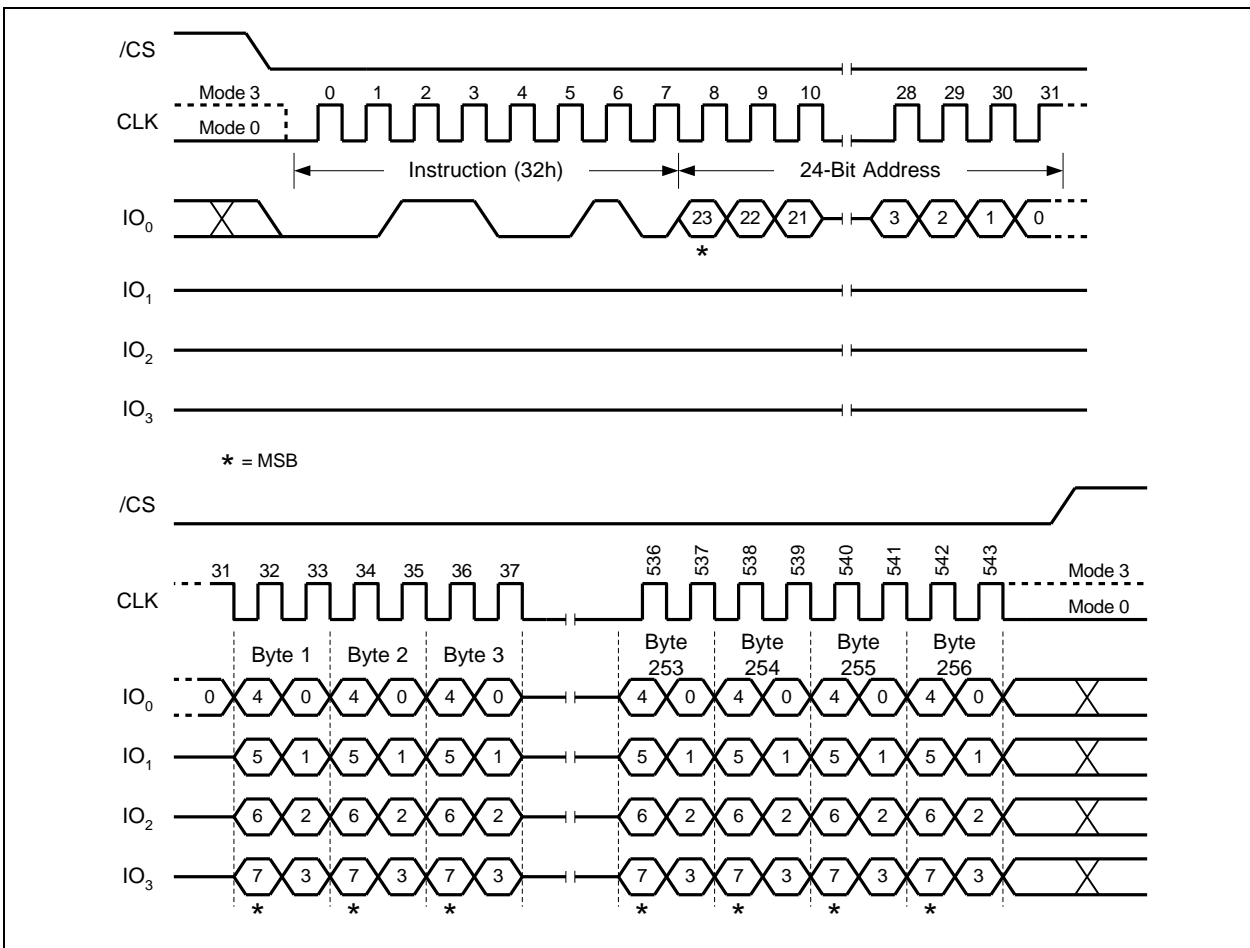 /CS
Mode 3 0 1 2 3 4 5 6 7 8 9 10 28 29 30 31
CLK
Mode 0
Instruction (32h) 24-Bit Address
IO0 23 22 21 3 2 1 0
*
IO1
IO2
IO3
* = MSB
/CS
31 32 33 34 35 36 37 536 537 538 539 540 541 542 543 Mode 3
CLK
Mode 0
Byte 1 Byte 2 Byte 3 Byte 253 Byte 254 Byte 255 Byte 256
IO0 0 4 0 4 0 4 0 4 0 4 0 4 0 4 0
IO1 5 1 5 1 5 1 5 1 5 1 5 1 5 1
IO2 6 2 6 2 6 2 6 2 6 2 6 2 6 2
IO3 7 3 7 3 7 3 7 3 7 3 7 3 7 3
* * * * * * *